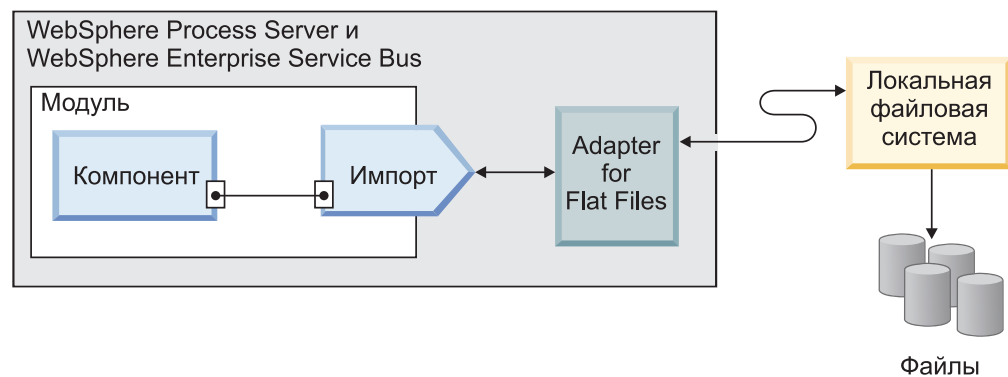 WebSphere Process Server и
WebSphere Enterprise Service Bus
Модуль
Компонент
Импорт
Adapter
for
Flat Files
Локальная
файловая
система
Файлы